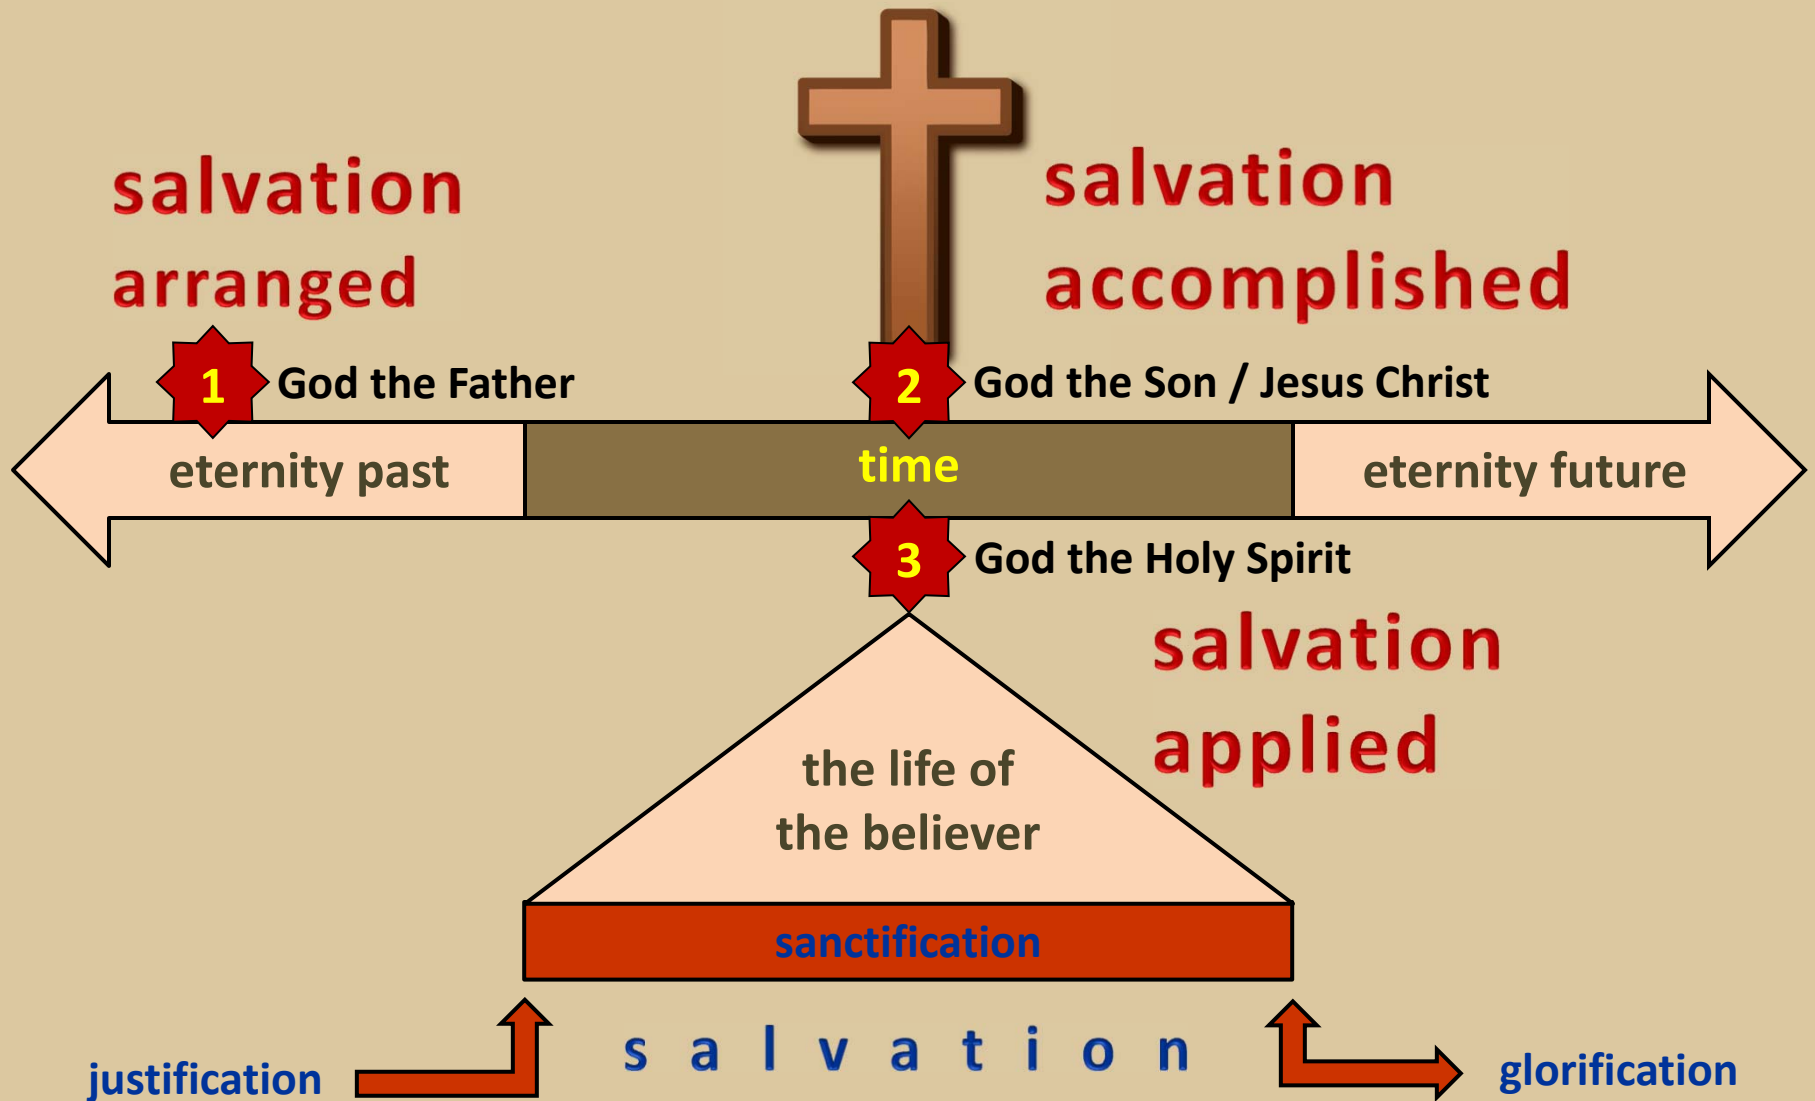 salvation
arranged
salvation
accomplished
1 God the Father
2 God the Son / Jesus Christ
eternity past
time
eternity future
3 God the Holy Spirit
salvation
applied
the life of
the believer
sanctification
salvation
justification
glorification